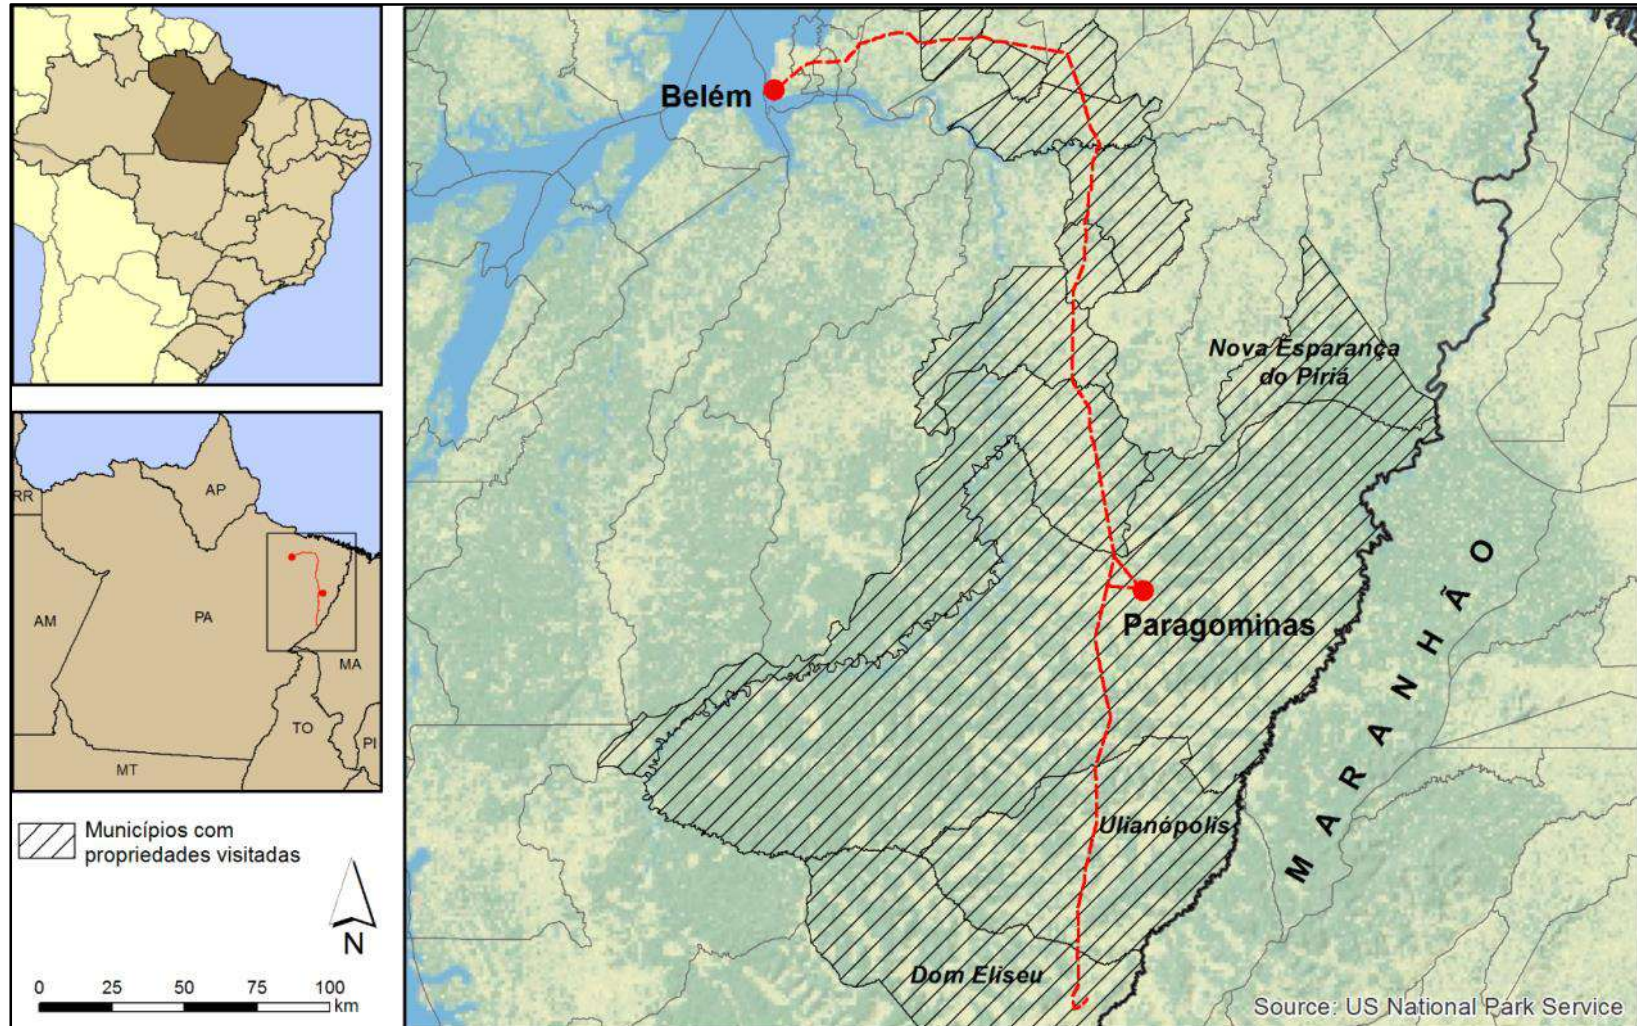 RR
AP
AM
PA
MA
TO
PI
MT
Municípios com
propriedades visitadas
N
0 25 50 75 100
km
Belém
Nova Esparança
do Piriá
Paragominas
MARANHÃO
Ulianópolis
Dom Eliseu
Source: US National Park Service